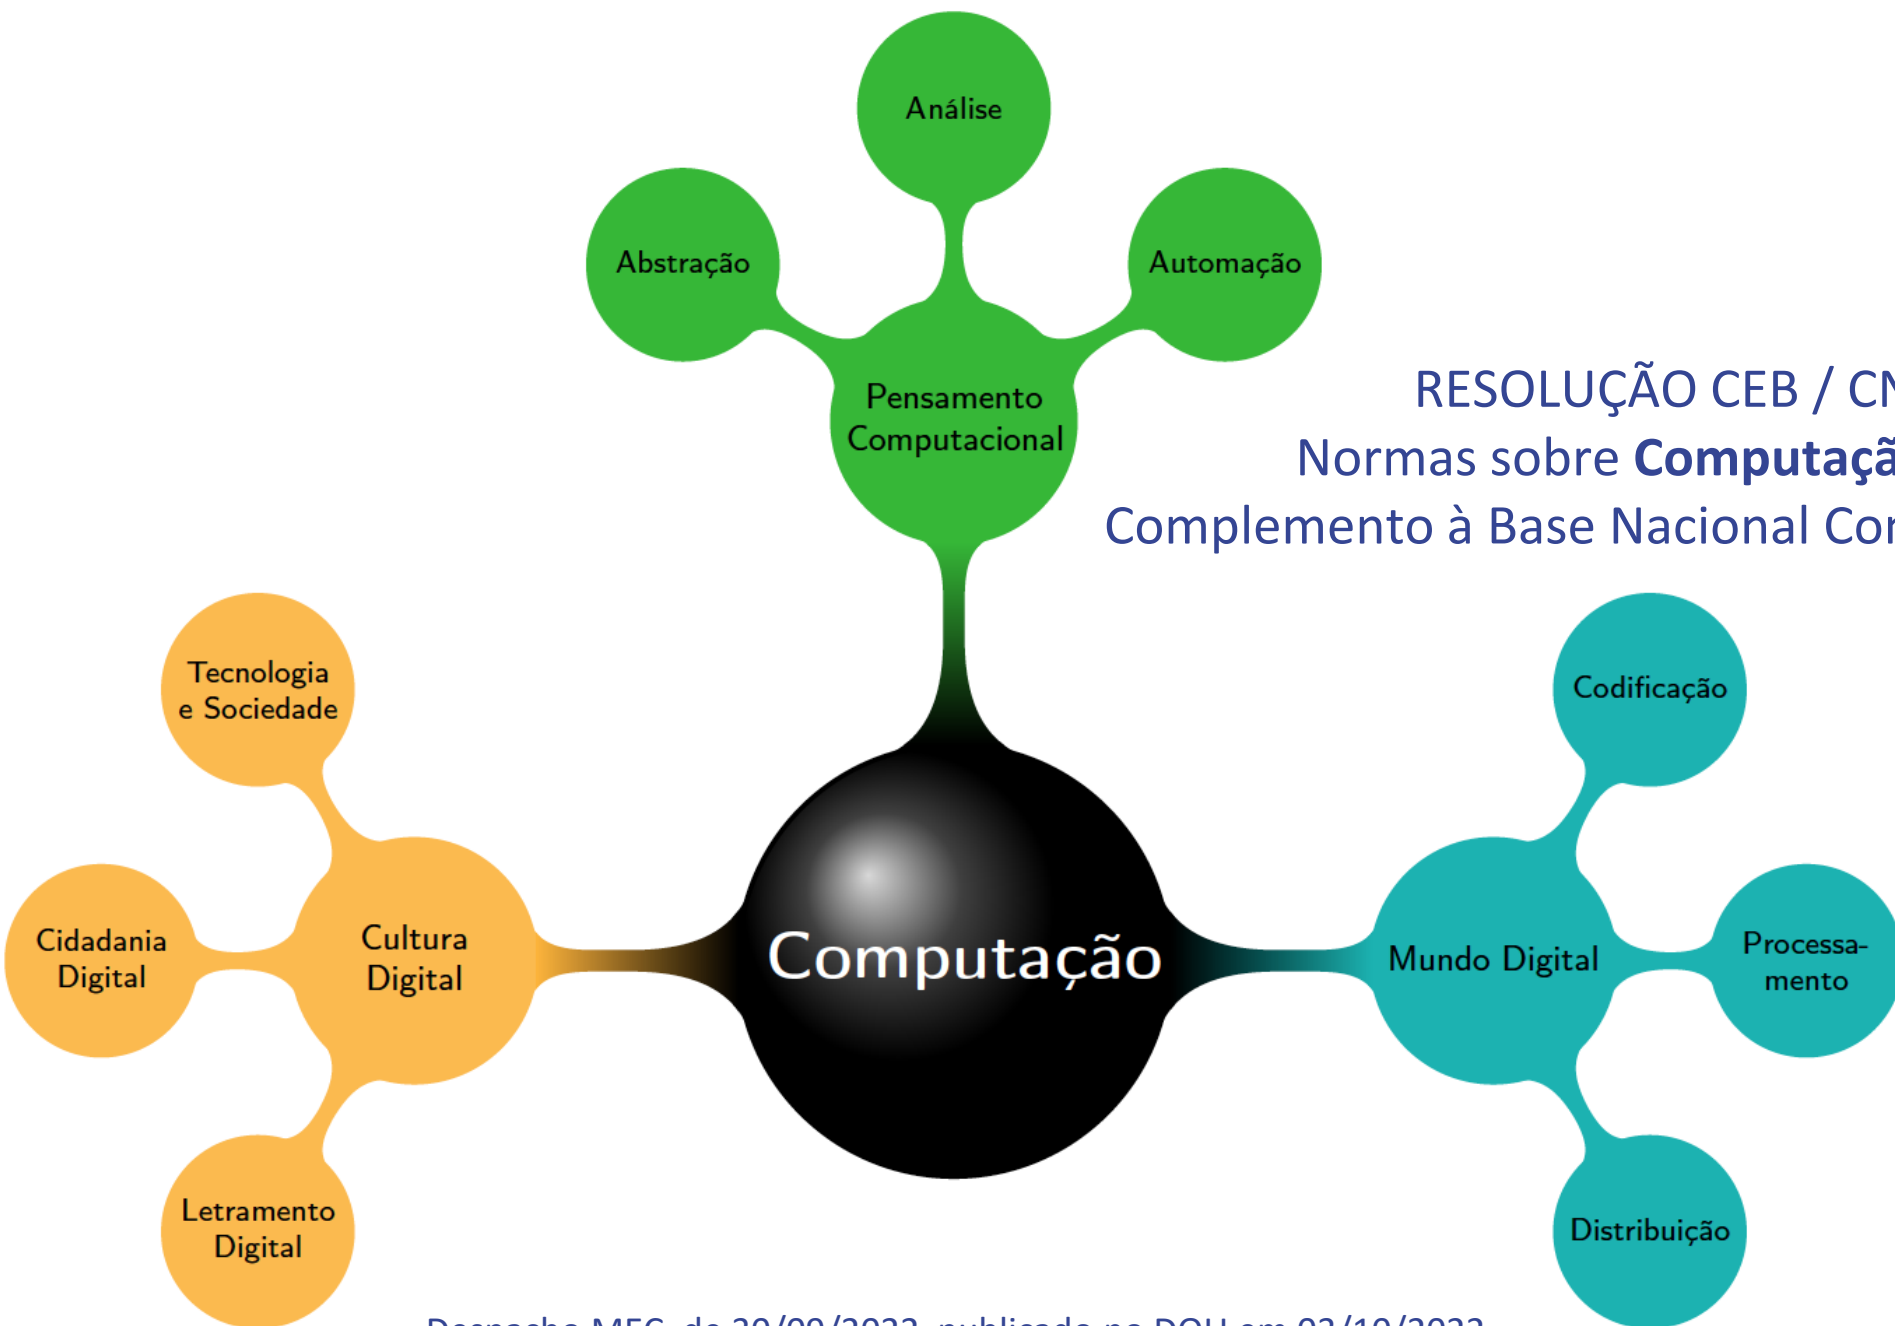 Análise
Abstração
Automação
Pensamento
Computacional
RESOLUÇÃO CEB / CN
Normas sobre Computaçã
Complemento à Base Nacional Co
Tecnologia
e Sociedade
Codificação
Cidadania
Digital
Cultura
Digital
Computação
Mundo Digital
Processa-
mento
Letramento
Digital
Distribuição